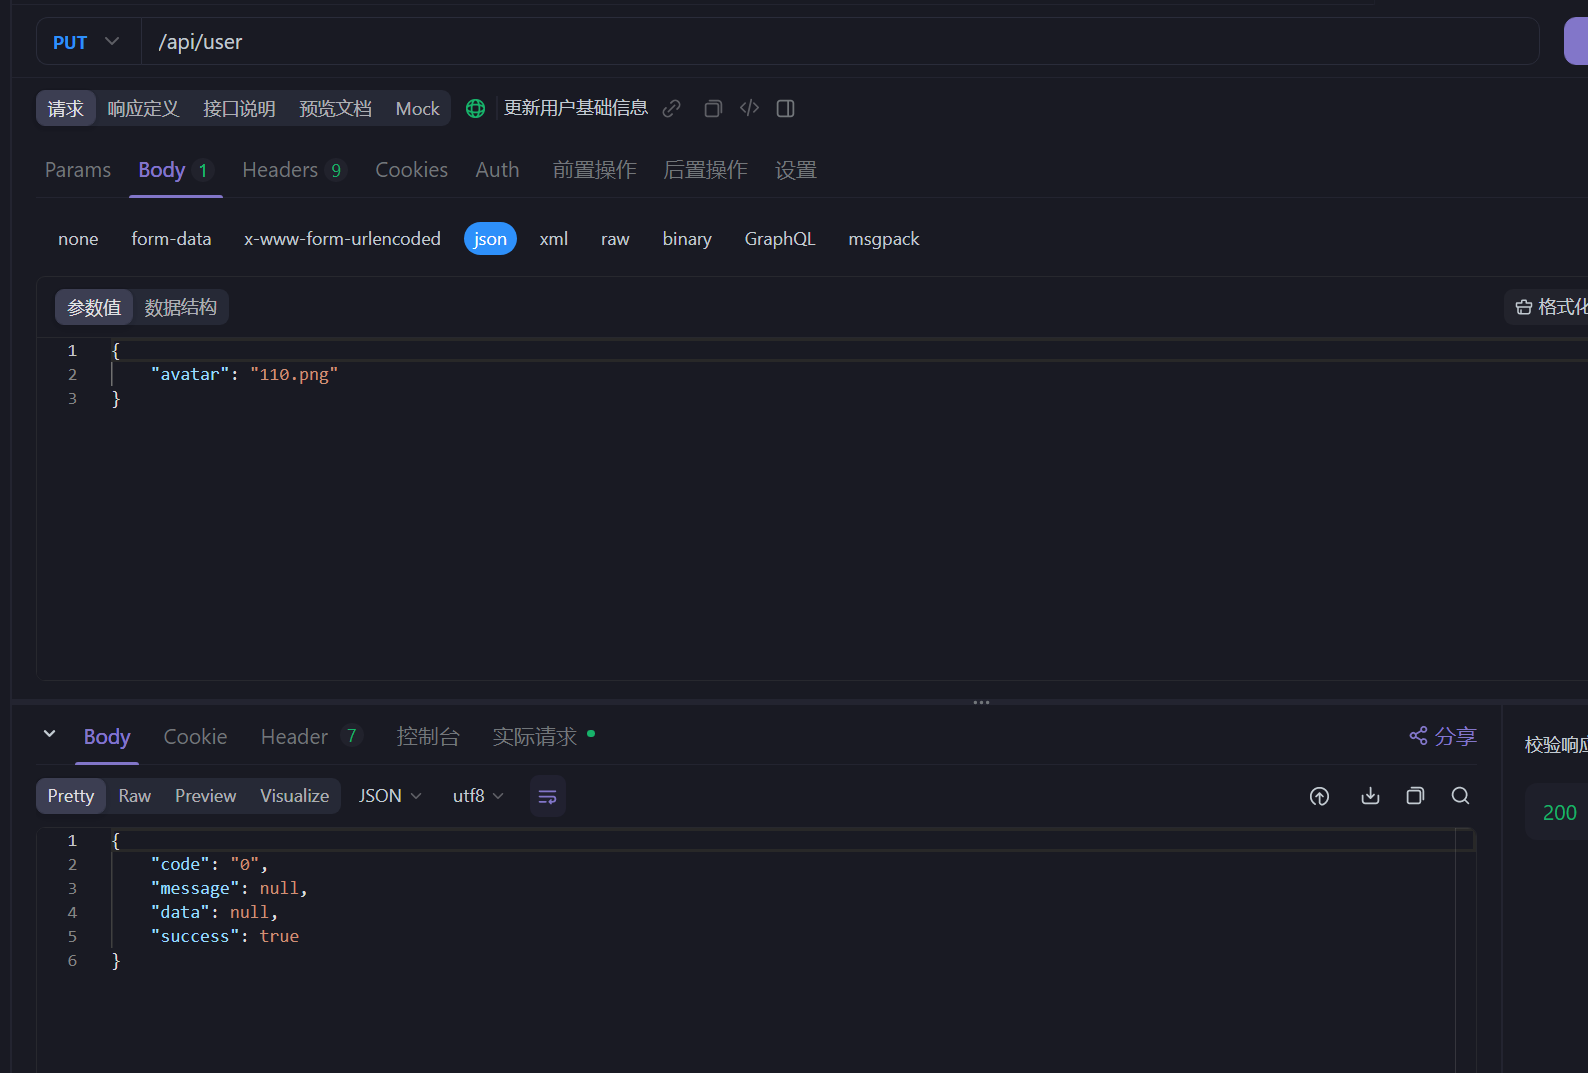 PUT /api/user
请求 响应定义 接口说明 预览文档 Mock 更新用户基础信息
Params Body 1 Headers 9 Cookies Auth 前置操作 后置操作 设置
none form-data x-www-form-urlencoded json xml raw binary GraphQL msgpack
参数值 数据结构 格式化
1 {
2 "avatar": "110.png"
3 }
Body Cookie Header 7 控制台 实际请求 分享 校验响应
Pretty Raw Preview Visualize JSON utf8
200
1 {
2 "code": "0",
3 "message": null,
4 "data": null,
5 "success": true
6 }